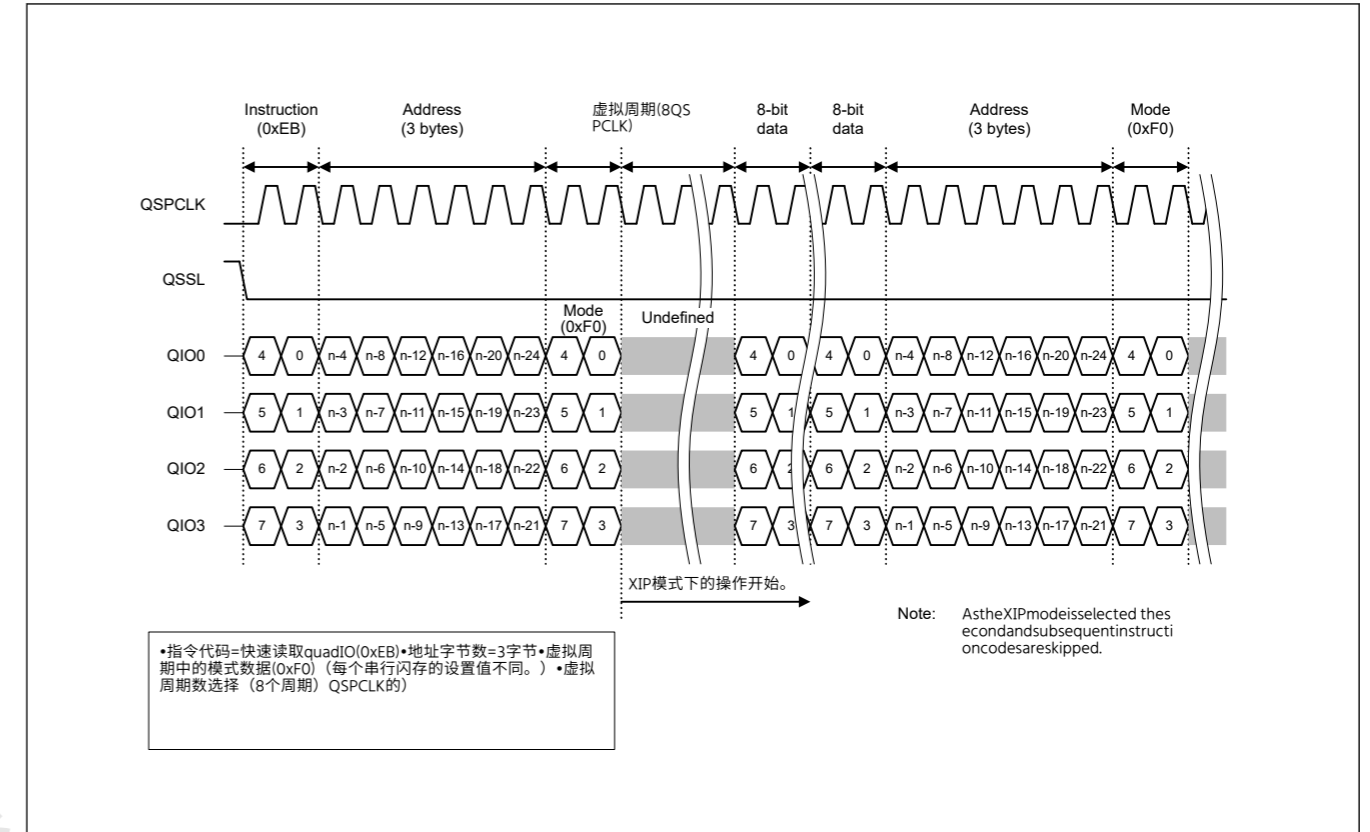 Instruction
(0xEB)
Address
(3 bytes)
虚拟周期(8QS
PCLK)
8-bit
data
8-bit
data
Address
(3 bytes)
Mode
(0xF0)
QSPCLK
QSSL
Mode
(0xF0)
Undefined
QIO0 4 0 n-4 n-8 n-12 n-16 n-20 n-24 4 0 4 0 4 0 n-4 n-8 n-12 n-16 n-20 n-24 4 0
QIO1 5 1 n-3 n-7 n-11 n-15 n-19 n-23 5 1 5 1 5 1 n-3 n-7 n-11 n-15 n-19 n-23 5 1
QIO2 6 2 n-2 n-6 n-10 n-14 n-18 n-22 6 2 6 2 6 2 n-2 n-6 n-10 n-14 n-18 n-22 6 2
QIO3 7 3 n-1 n-5 n-9 n-13 n-17 n-21 7 3 7 3 7 3 n-1 n-5 n-9 n-13 n-17 n-21 7 3
XIP模式下的操作开始。
Note: AstheXIPmodeisselected thes
econdandsubsequentinstructi
oncodesareskipped.
•指令代码=快速读取quadIO(0xEB)•地址字节数=3字节•虚拟周
期中的模式数据(0xF0)（每个串行闪存的设置值不同。）•虚拟
周期数选择（8个周期）QSPCLK的）